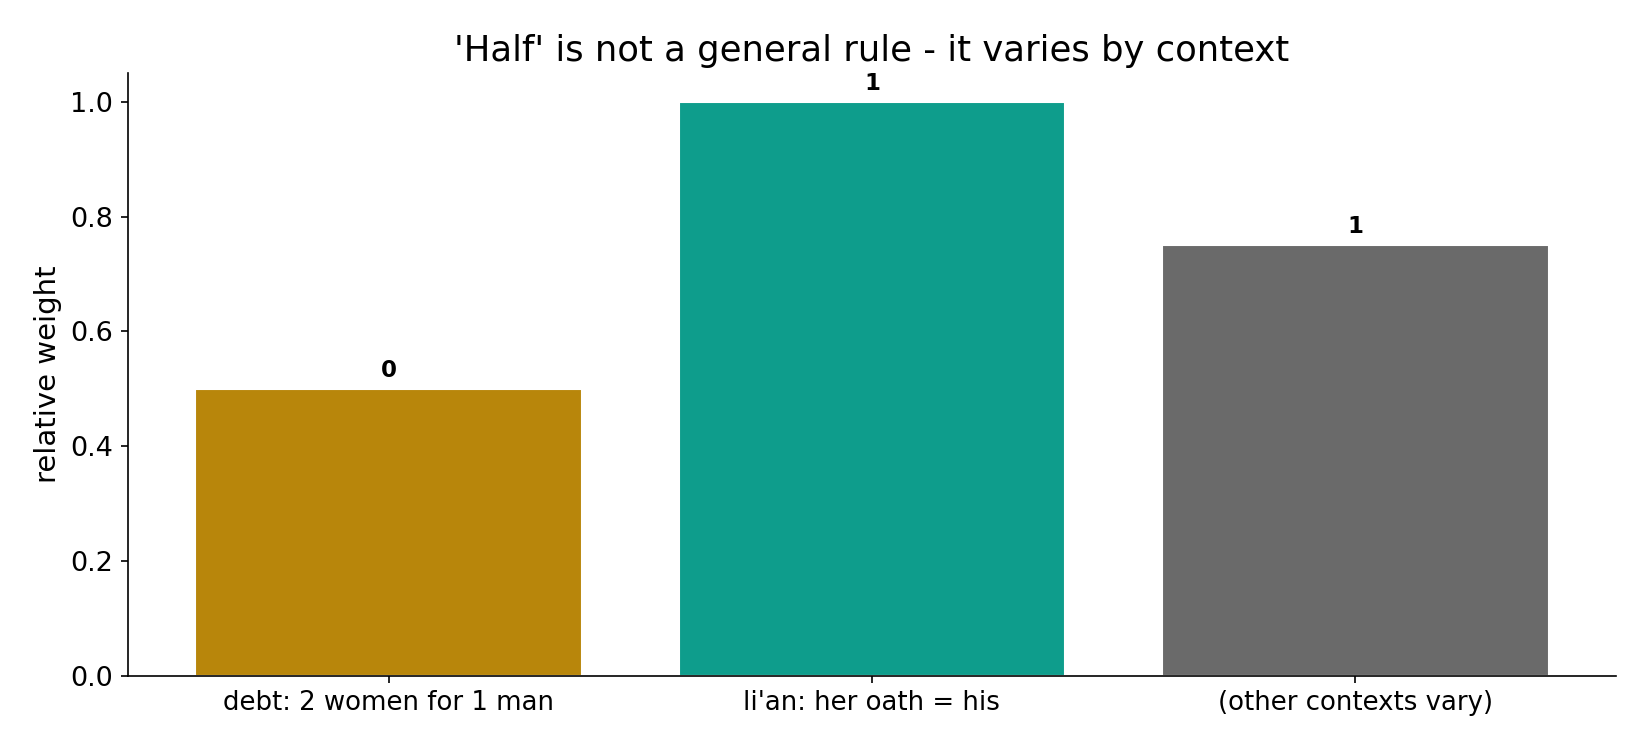 'Half' is not a general rule - it varies by context
relative weight
1.0
0.8
0.6
0.4
0.2
0.0
0
1
1
debt: 2 women for 1 man
li'an: her oath = his
(other contexts vary)